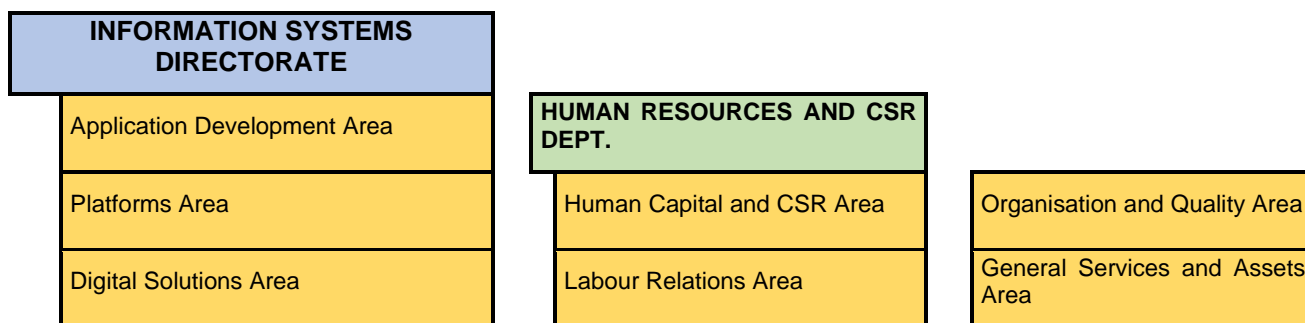 INFORMATION SYSTEMS
DIRECTORATE
Application Development Area
Platforms Area
Digital Solutions Area
HUMAN RESOURCES AND CSR
DEPT.
Human Capital and CSR Area
Labour Relations Area
Organisation and Quality Area
General Services and Assets
Area